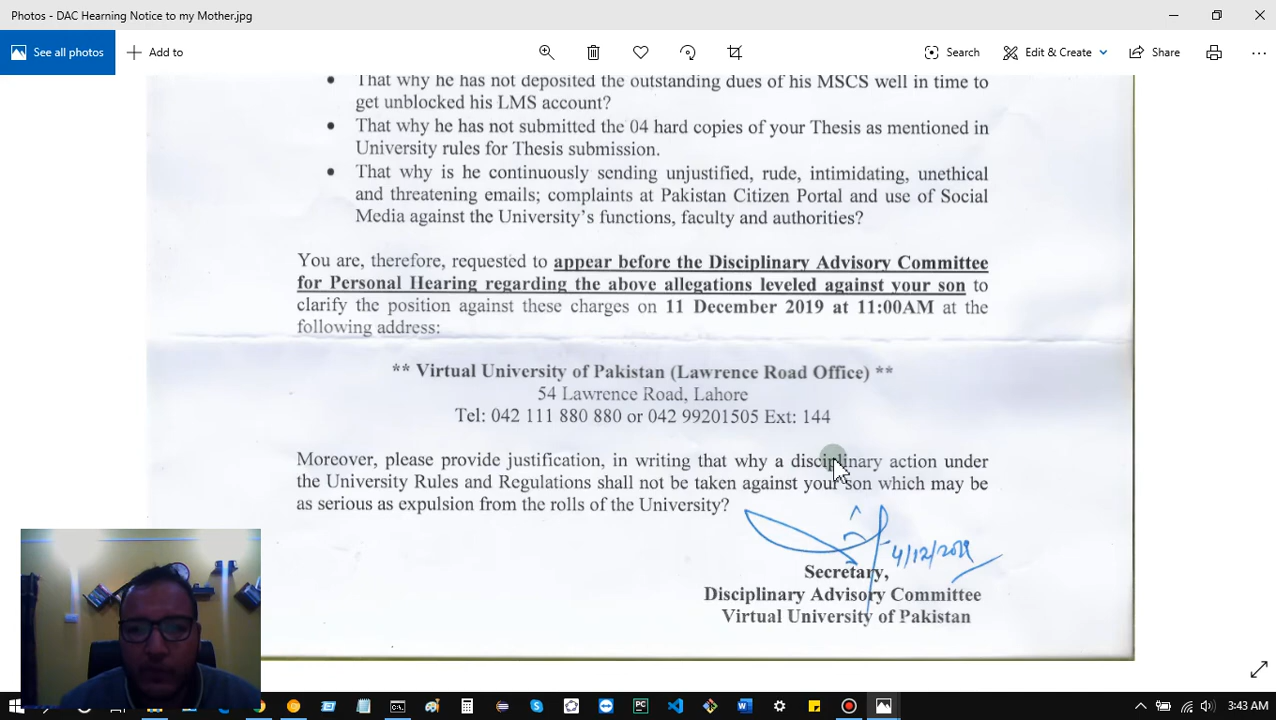 Photos - DAC Hearning Notice to my Mother.jpg
See all photos
Add to
Search
Edit & Create
Share
That why he has not deposited the outstanding dues of his MSCS well in time to
get unblocked his LMS account?
That why he has not submitted the 04 hard copies of your Thesis as mentioned in
University rules for Thesis submission.
That why is he continuously sending unjustified, rude, intimidating, unethical
and threatening emails; complaints at Pakistan Citizen Portal and use of Social
Media against the University's functions, faculty and authorities?
You are, therefore, requested to appear before the Disciplinary Advisory Committee
for Personal Hearing regarding the above allegations leveled against your son to
clarify the position against these charges on 11 December 2019 at 11:00AM at the
following address:
** Virtual University of Pakistan (Lawrence Road Office) **
54 Lawrence Road, Lahore
Tel: 042 111 880 880 or 042 99201505 Ext: 144
Moreover, please provide justification, in writing that why a disciplinary action under
the University Rules and Regulations shall not be taken against your son which may be
as serious as expulsion from the rolls of the University?
4/12/2019
Secretary,
Disciplinary Advisory Committee
Virtual University of Pakistan
3:43 AM